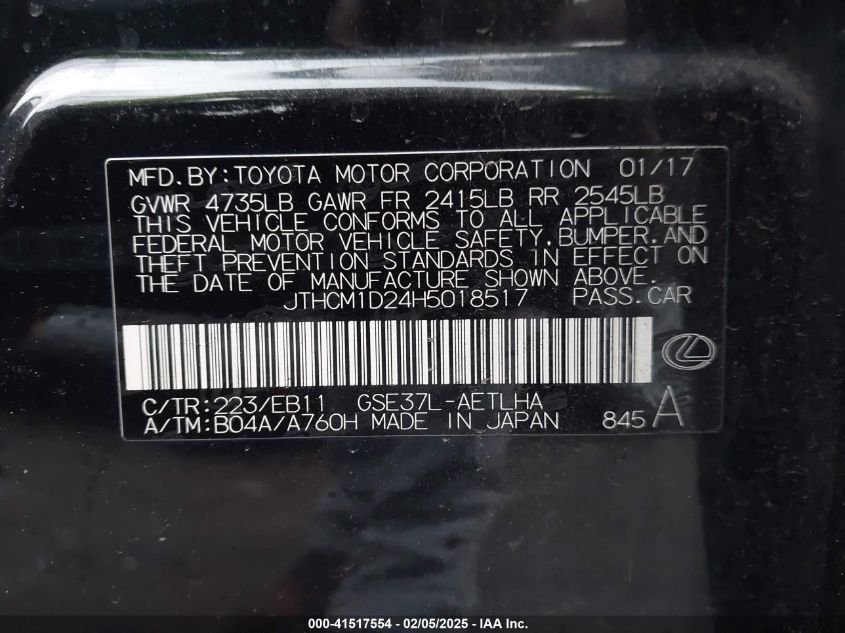 MFD.BY:TOYOTA MOTOR CORPORATION 01/17
GVWR 4735LB GAWR FR 2415LB RR 2545LB
THIS VEHICLE CONFORMS TO ALL APPLICABLE
FEDERAL MOTOR VEHICLE SAFETY,BUMPER,AND
THEFT PREVENTION STANDARDS IN EFFECT ON
THE DATE OF MANUFACTURE SHOWN ABOVE.
JTHCM1D24H5018517 PASS.CAR
C/TR:223/EB11 GSE37L-AETLHA
A/TM:B04A/A760H MADE IN JAPAN 845 A
000-41517554 - 02/05/2025 - IAA Inc.